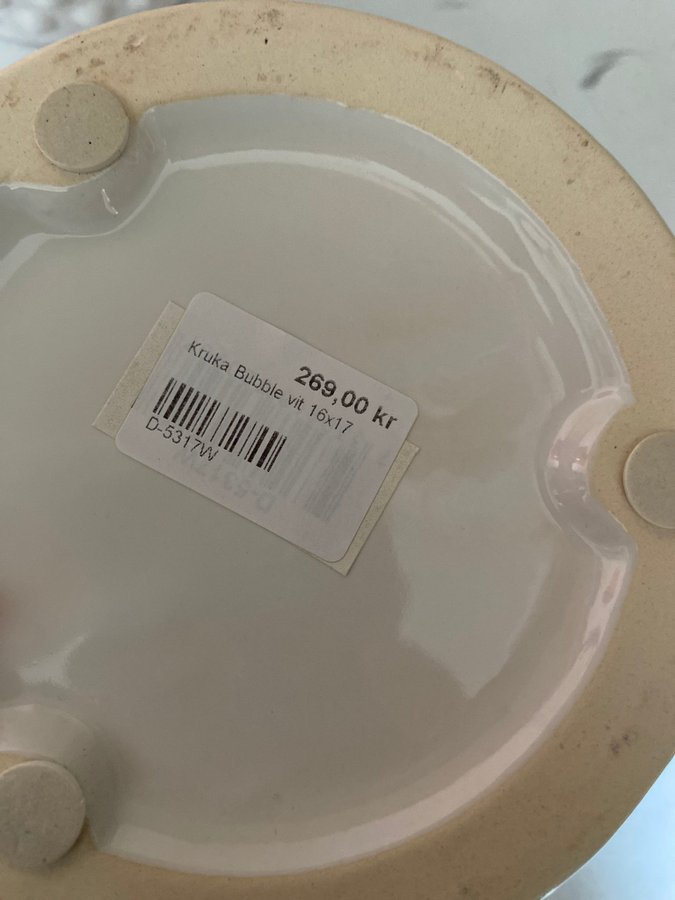 269,00 kr
Kruka Bubble vit 16x17
D-5317W